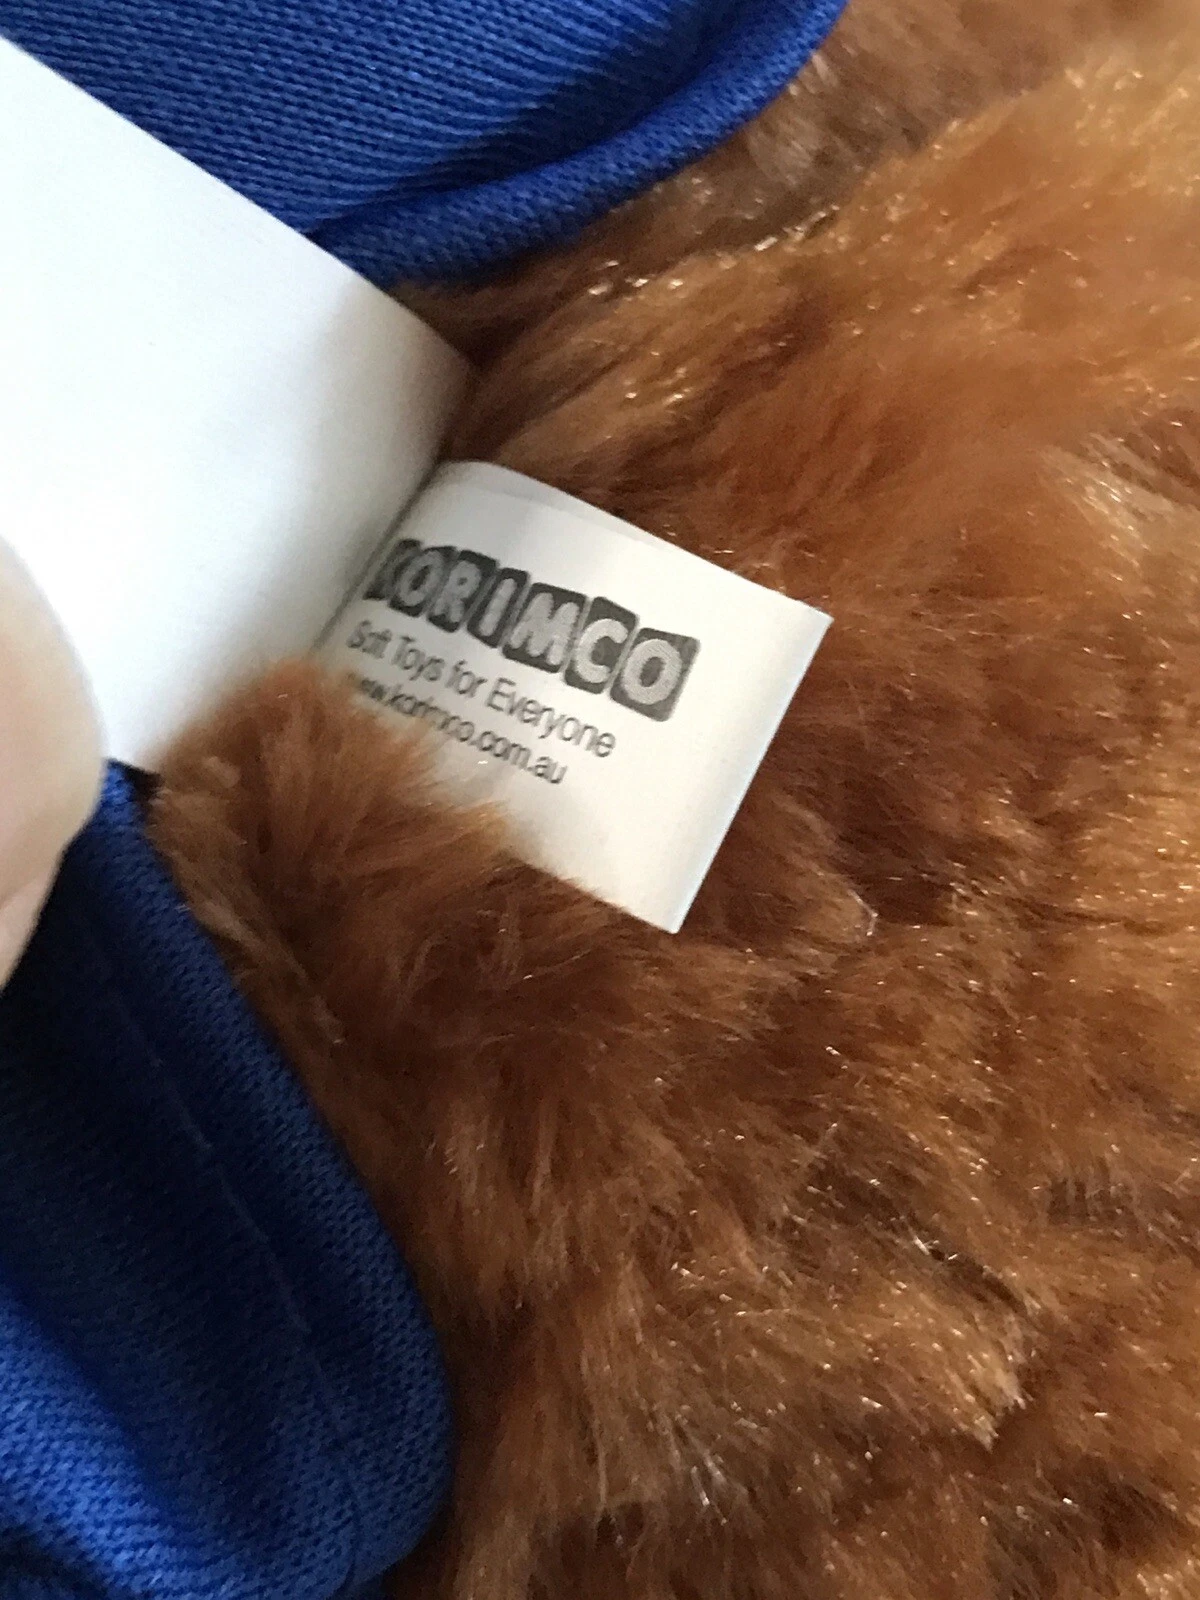 KORIMCO
Soft Toys for Everyone
www.korimco.com.au